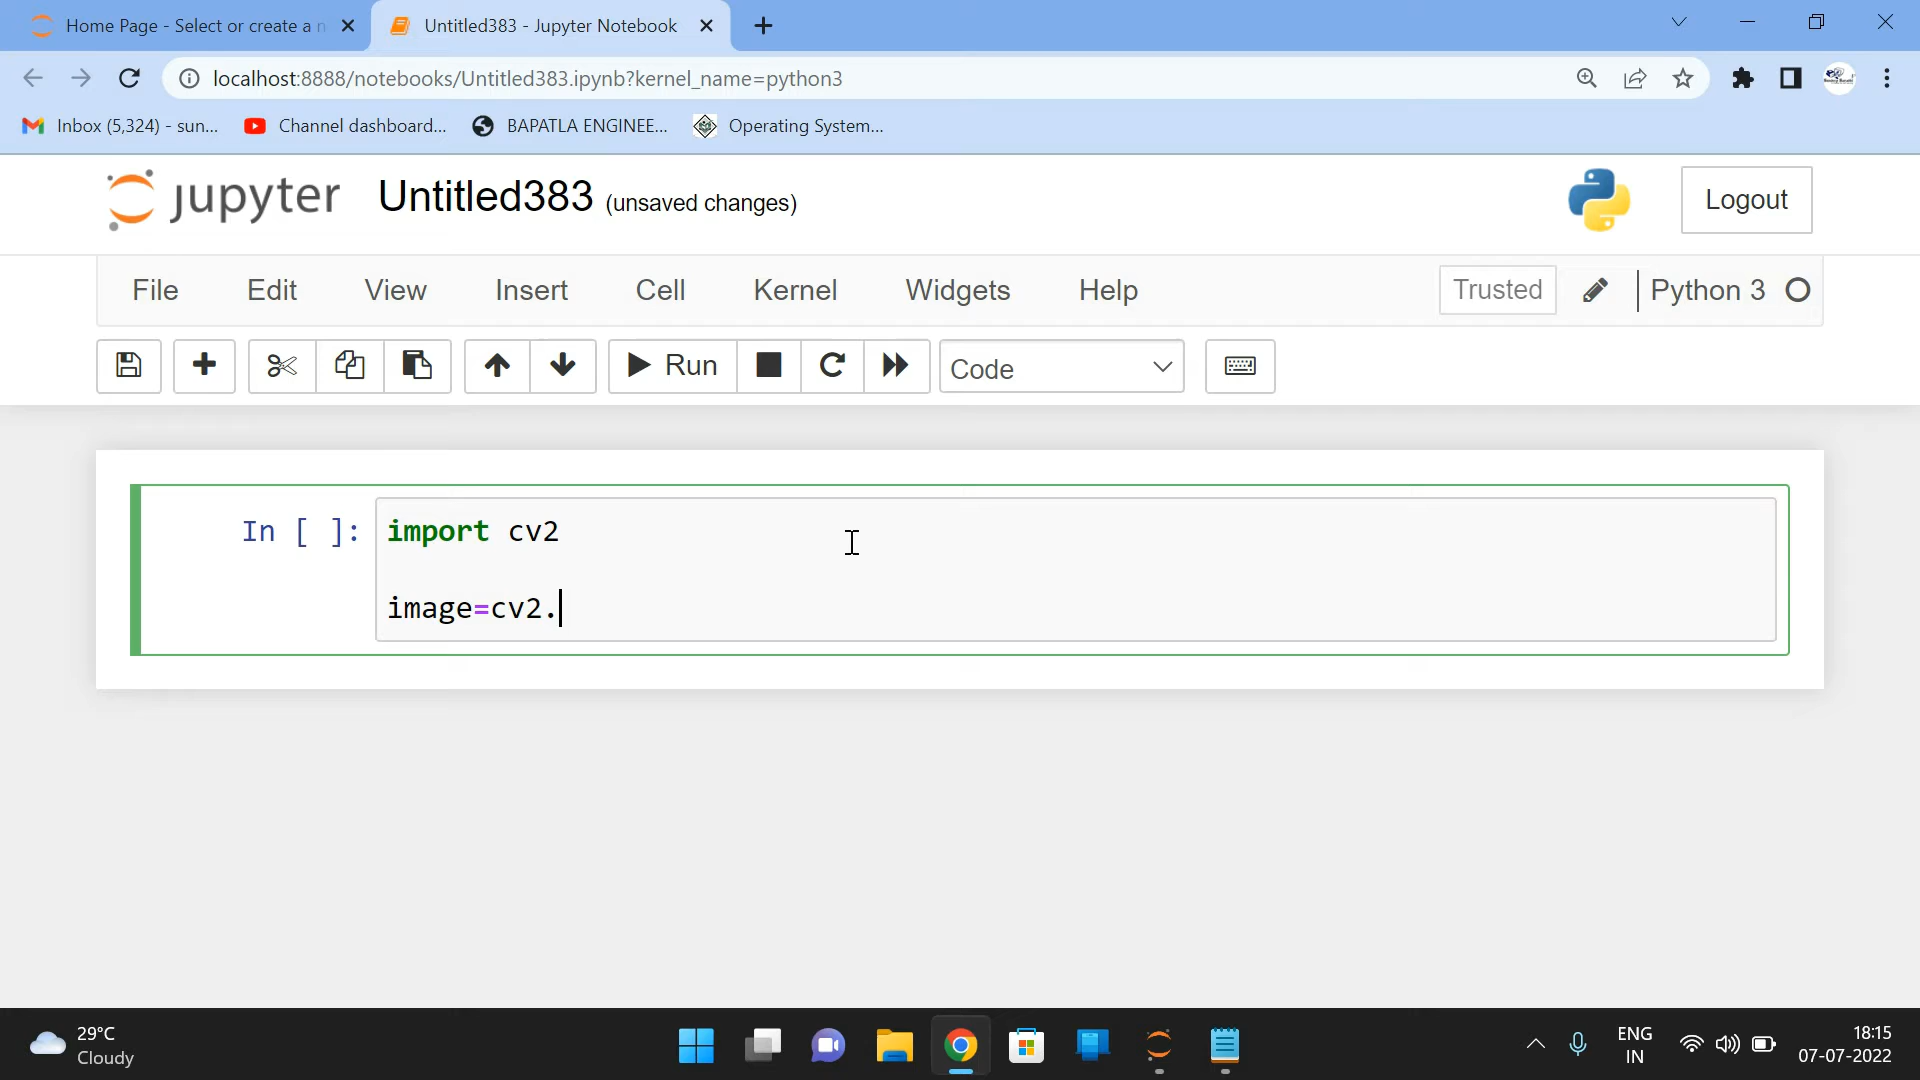 Home Page - Select or create a n
Untitled383 - Jupyter Notebook
localhost:8888/notebooks/Untitled383.ipynb?kernel_name=python3
Inbox (5,324) - sun...
Channel dashboard...
BAPATLA ENGINEE...
Operating System...
jupyter
Untitled383 (unsaved changes)
Logout
File
Edit
View
Insert
Cell
Kernel
Widgets
Help
Trusted
Python 3
Run
Code
In [ ]:
import cv2
image=cv2.
29°C
Cloudy
ENG
IN
18:15
07-07-2022